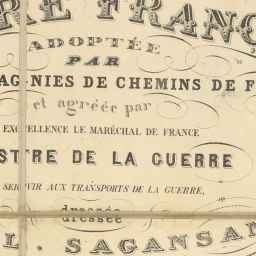 RE FRANÇ
ADOPTÉE
PAR
AGNIES DE CHEMINS DE F
et agréée par
EXCELLENCE LE MARÉCHAL DE FRANCE
STRE DE LA GUERRE
SERVIR AUX TRANSPORTS DE LA GUERRE,
dressée
L. SAGANSAN